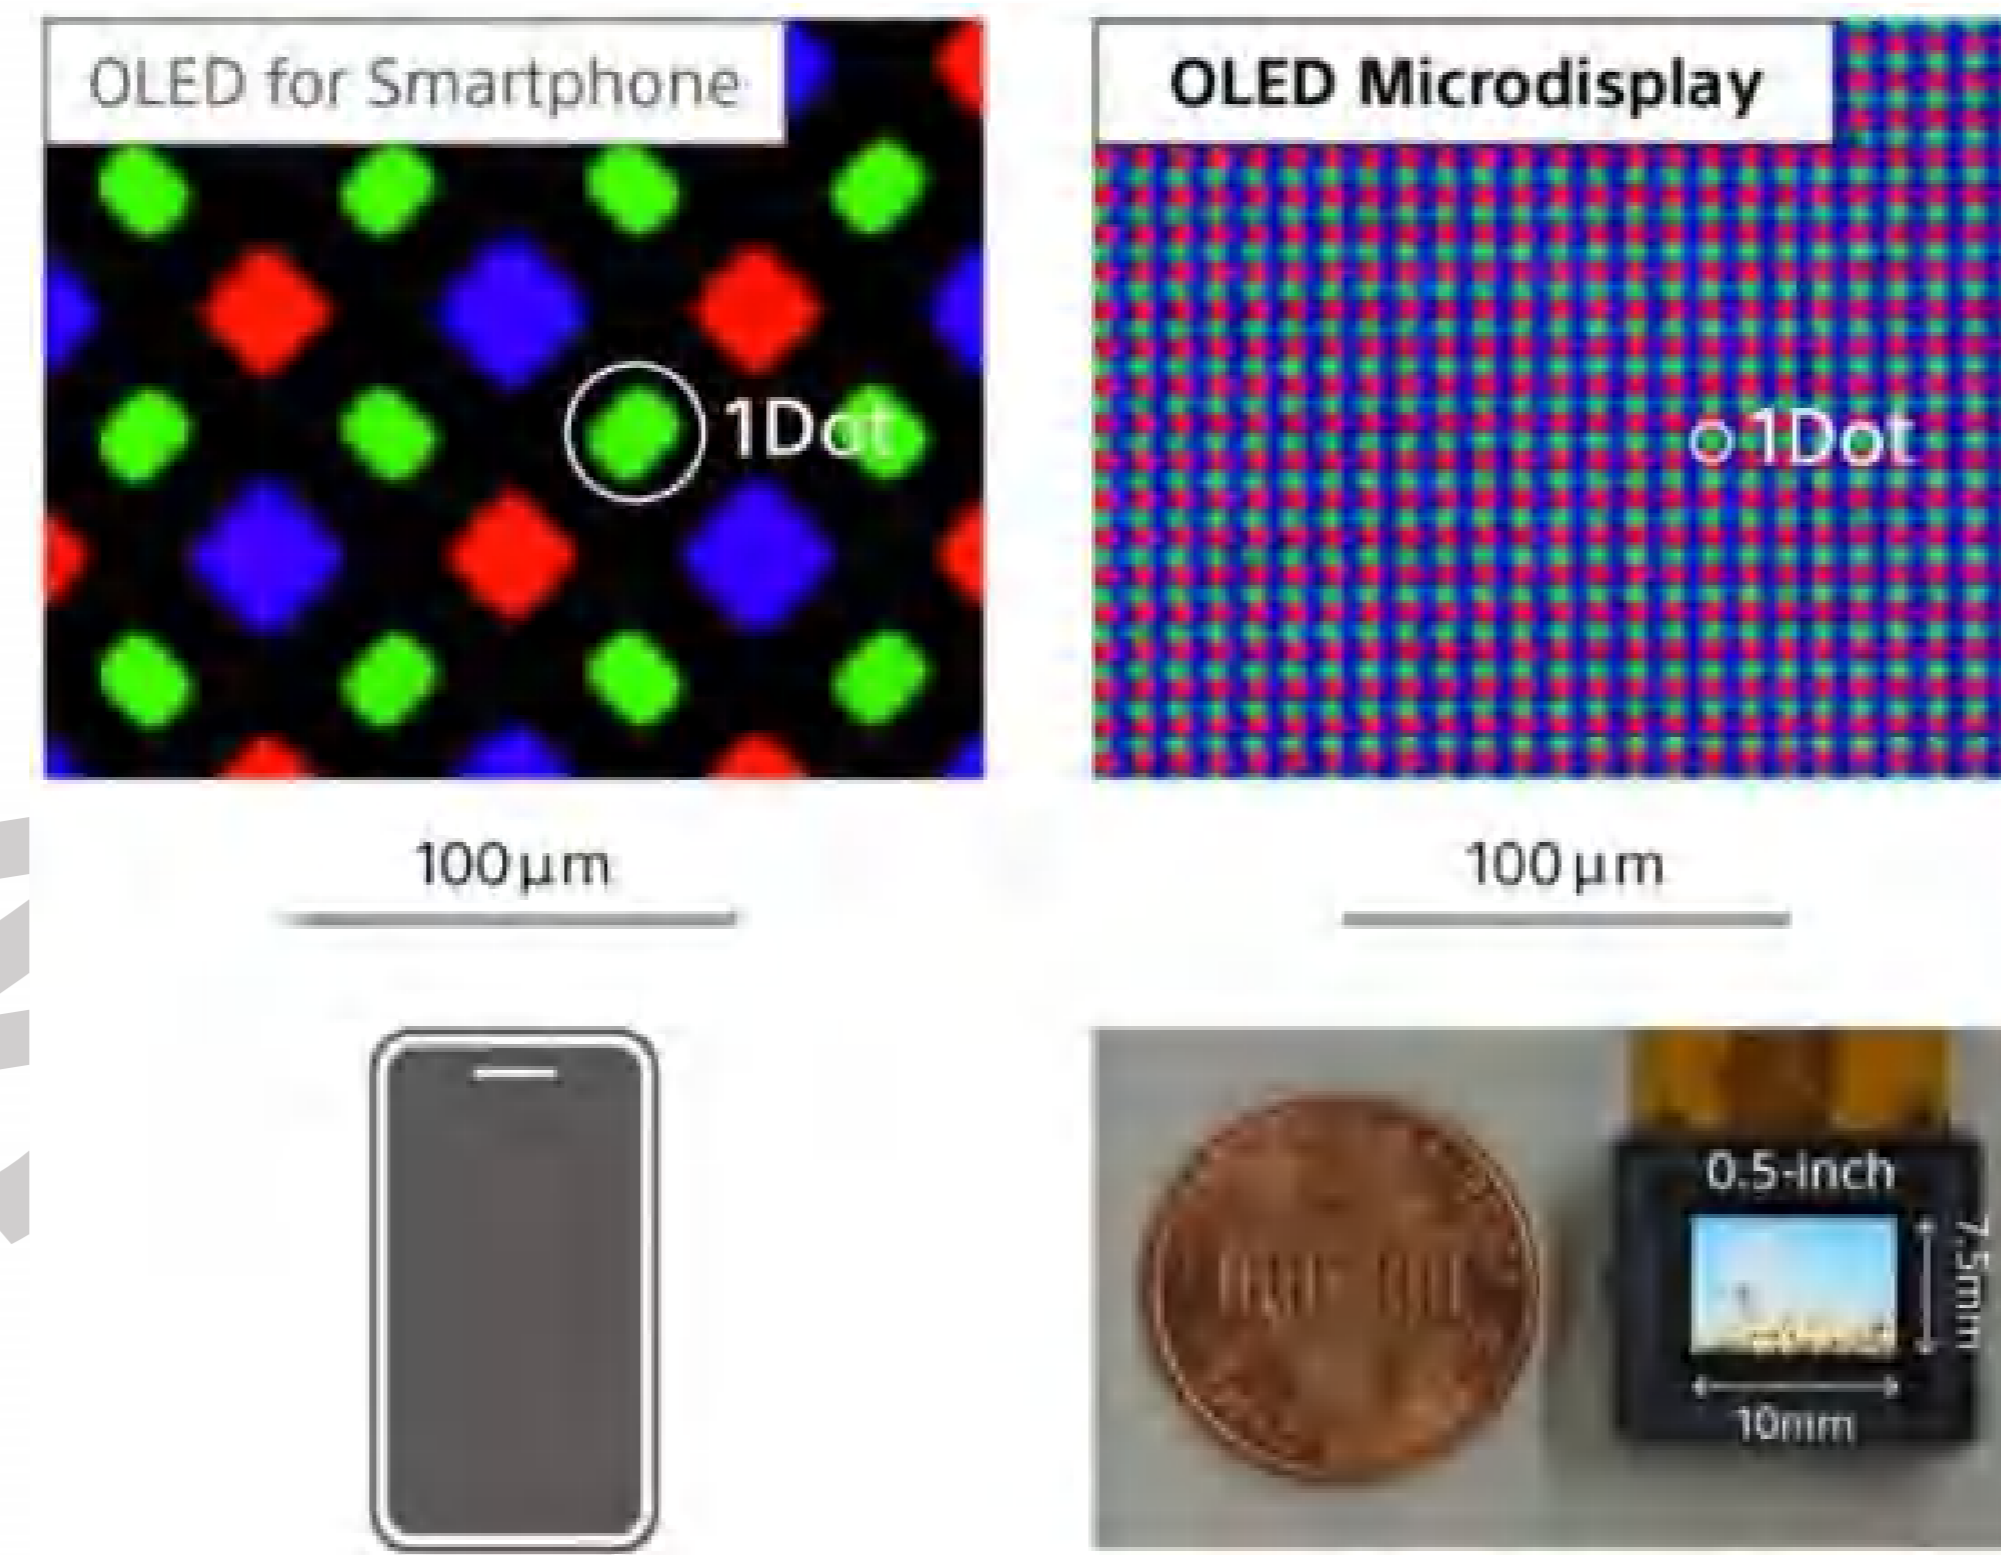 OLED for Smartphone
1Dot
100μm
OLED Microdisplay
1Dot
100μm
0.5-inch
7.5mm
10mm